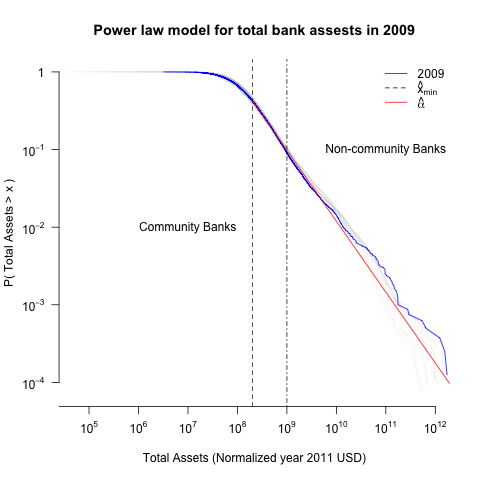 Power law model for total bank assests in 2009
2009
x̂min
α̂
Non-community Banks
Community Banks
P( Total Assets > x )
1
10^-1
10^-2
10^-3
10^-4
10^5 10^6 10^7 10^8 10^9 10^10 10^11 10^12
Total Assets (Normalized year 2011 USD)